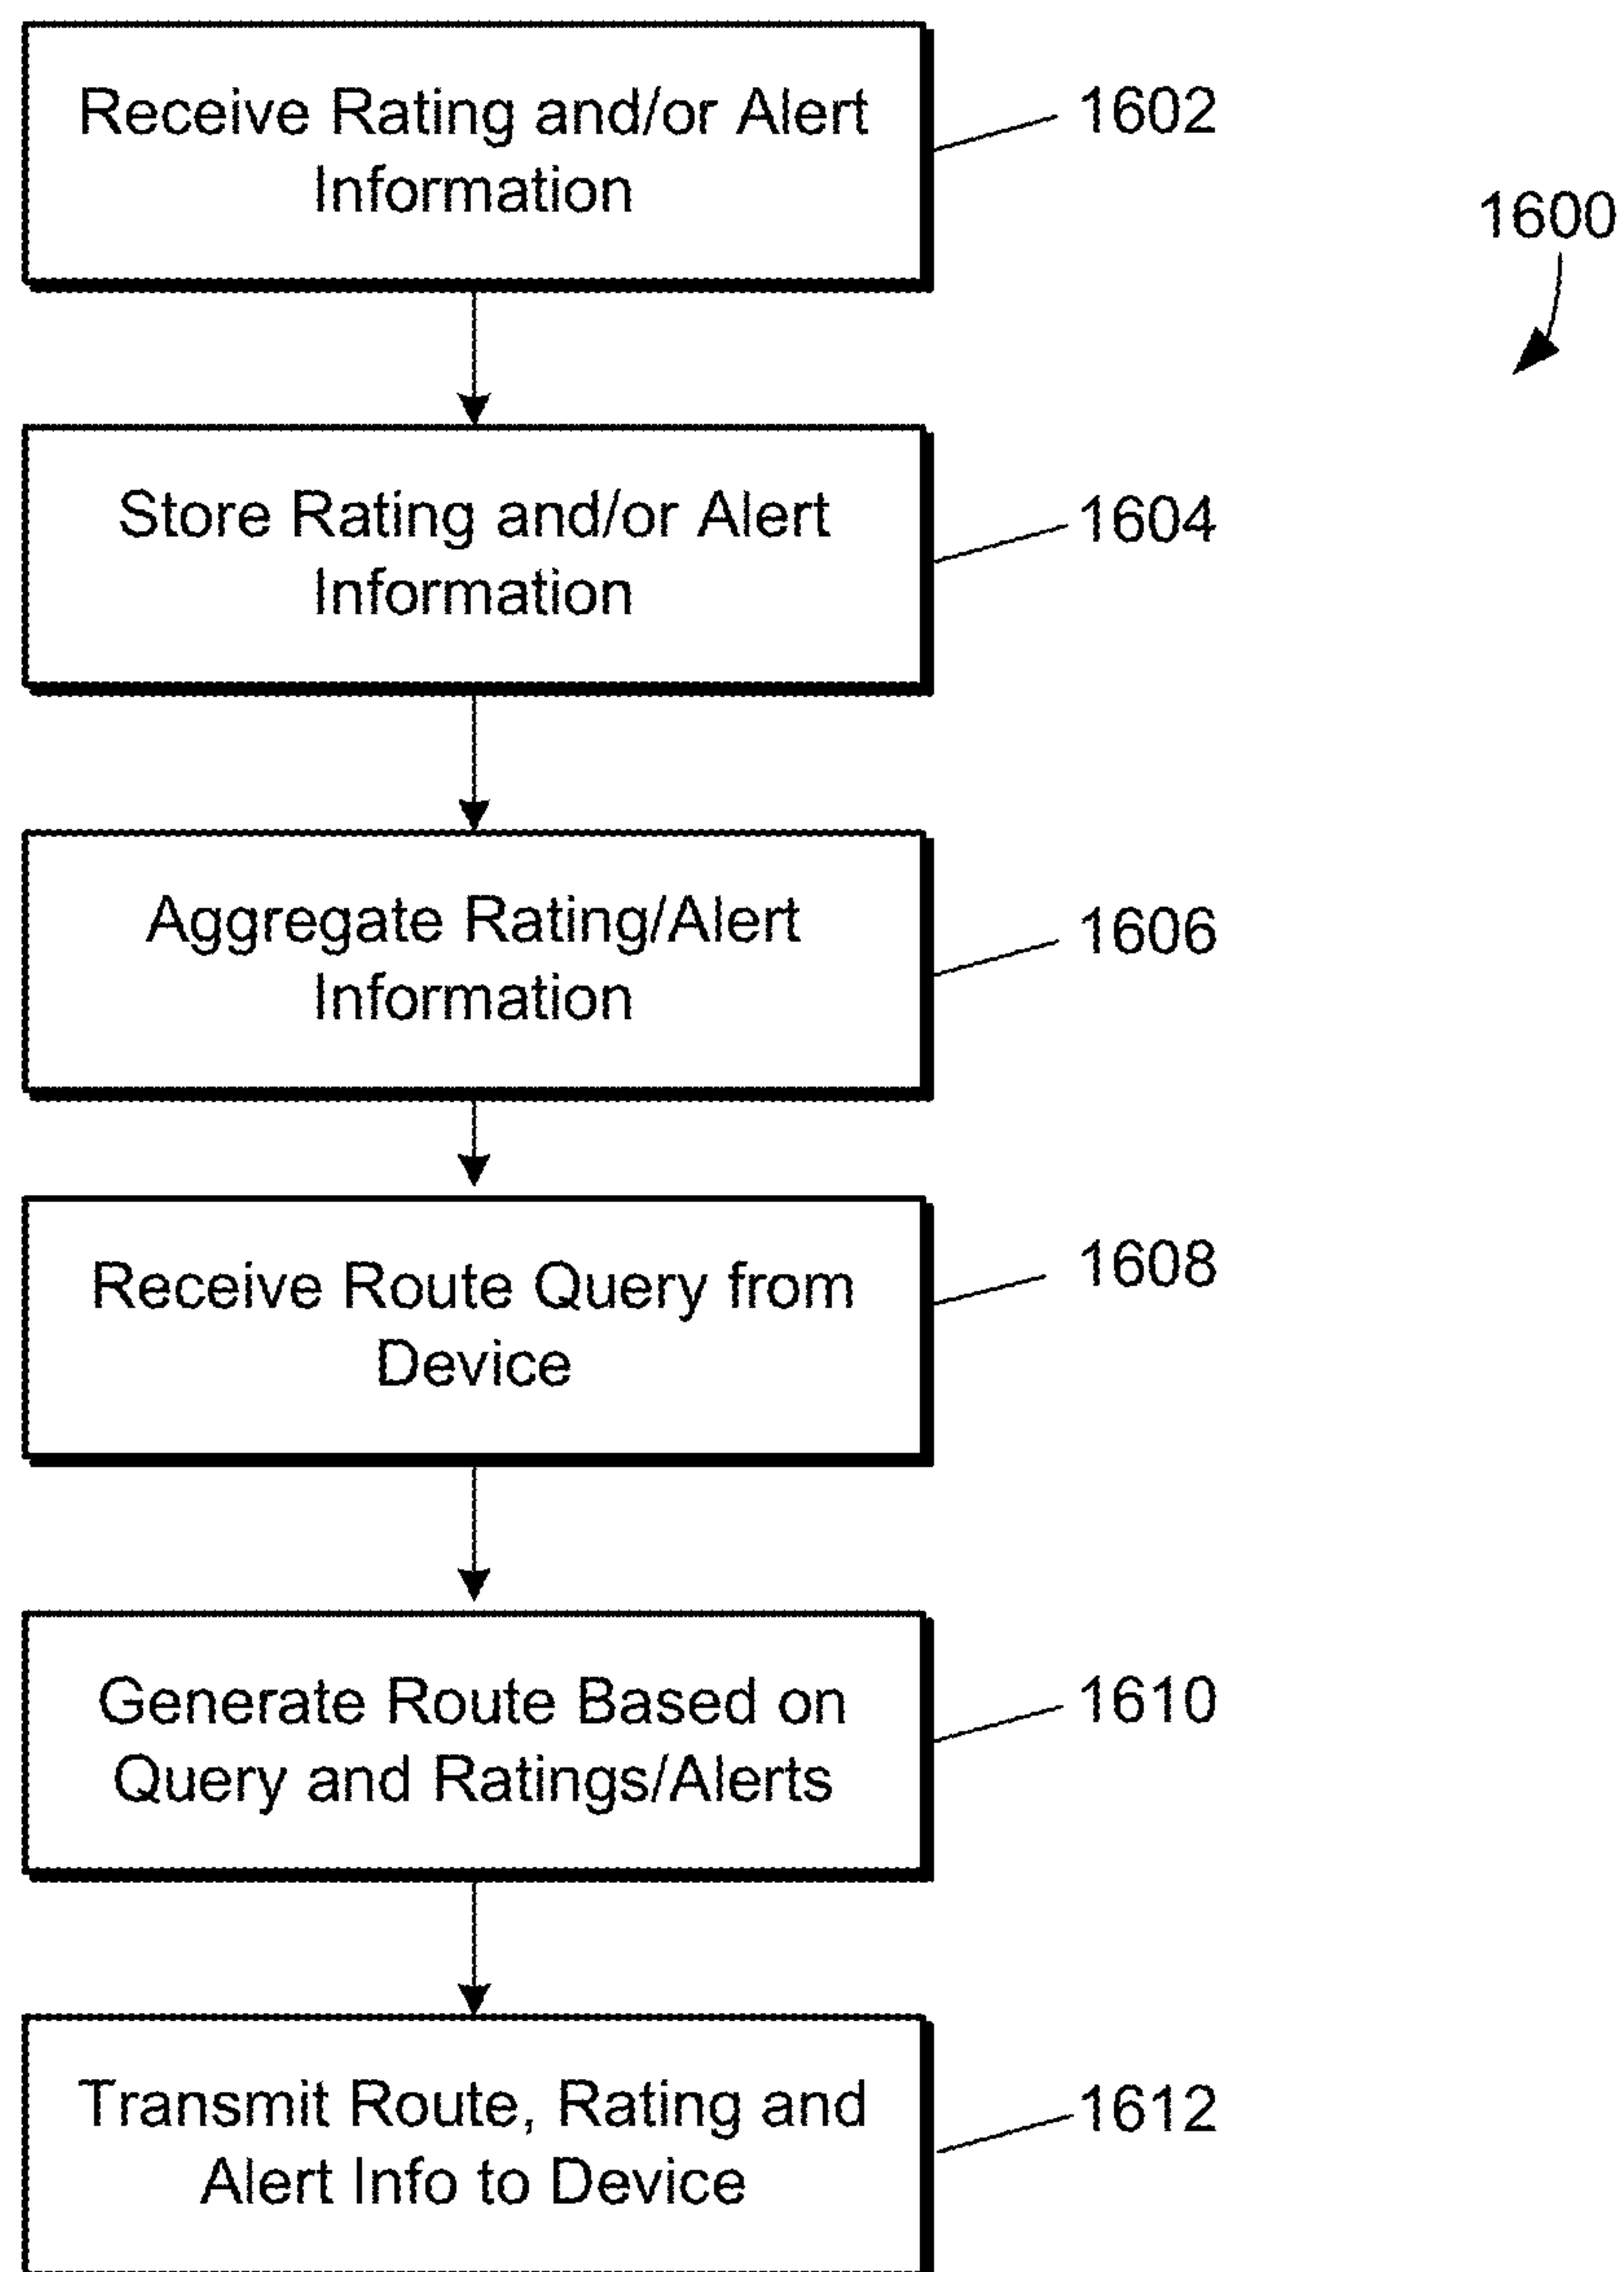 Receive Rating and/or Alert
Information
1602
1600
Store Rating and/or Alert
Information
1604
Aggregate Rating/Alert
Information
1606
Receive Route Query from
Device
1608
Generate Route Based on
Query and Ratings/Alerts
1610
Transmit Route, Rating and
Alert Info to Device
1612